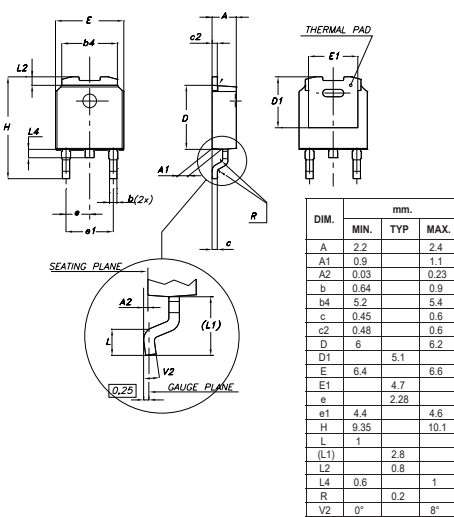 E
A
b4
c2
THERMAL PAD
E1
L2
D1
H
D
L4
A1
b(2x)
e
e1
R
c
SEATING PLANE
A2
(L1)
L
V2
0,25
GAUGE PLANE
DIM. mm.
MIN. TYP MAX.
A 2.2 2.4
A1 0.9 1.1
A2 0.03 0.23
b 0.64 0.9
b4 5.2 5.4
c 0.45 0.6
c2 0.48 0.6
D 6 6.2
D1 5.1
E 6.4 6.6
E1 4.7
e 2.28
e1 4.4 4.6
H 9.35 10.1
L 1
(L1) 2.8
L2 0.8
L4 0.6 1
R 0.2
V2 0° 8°